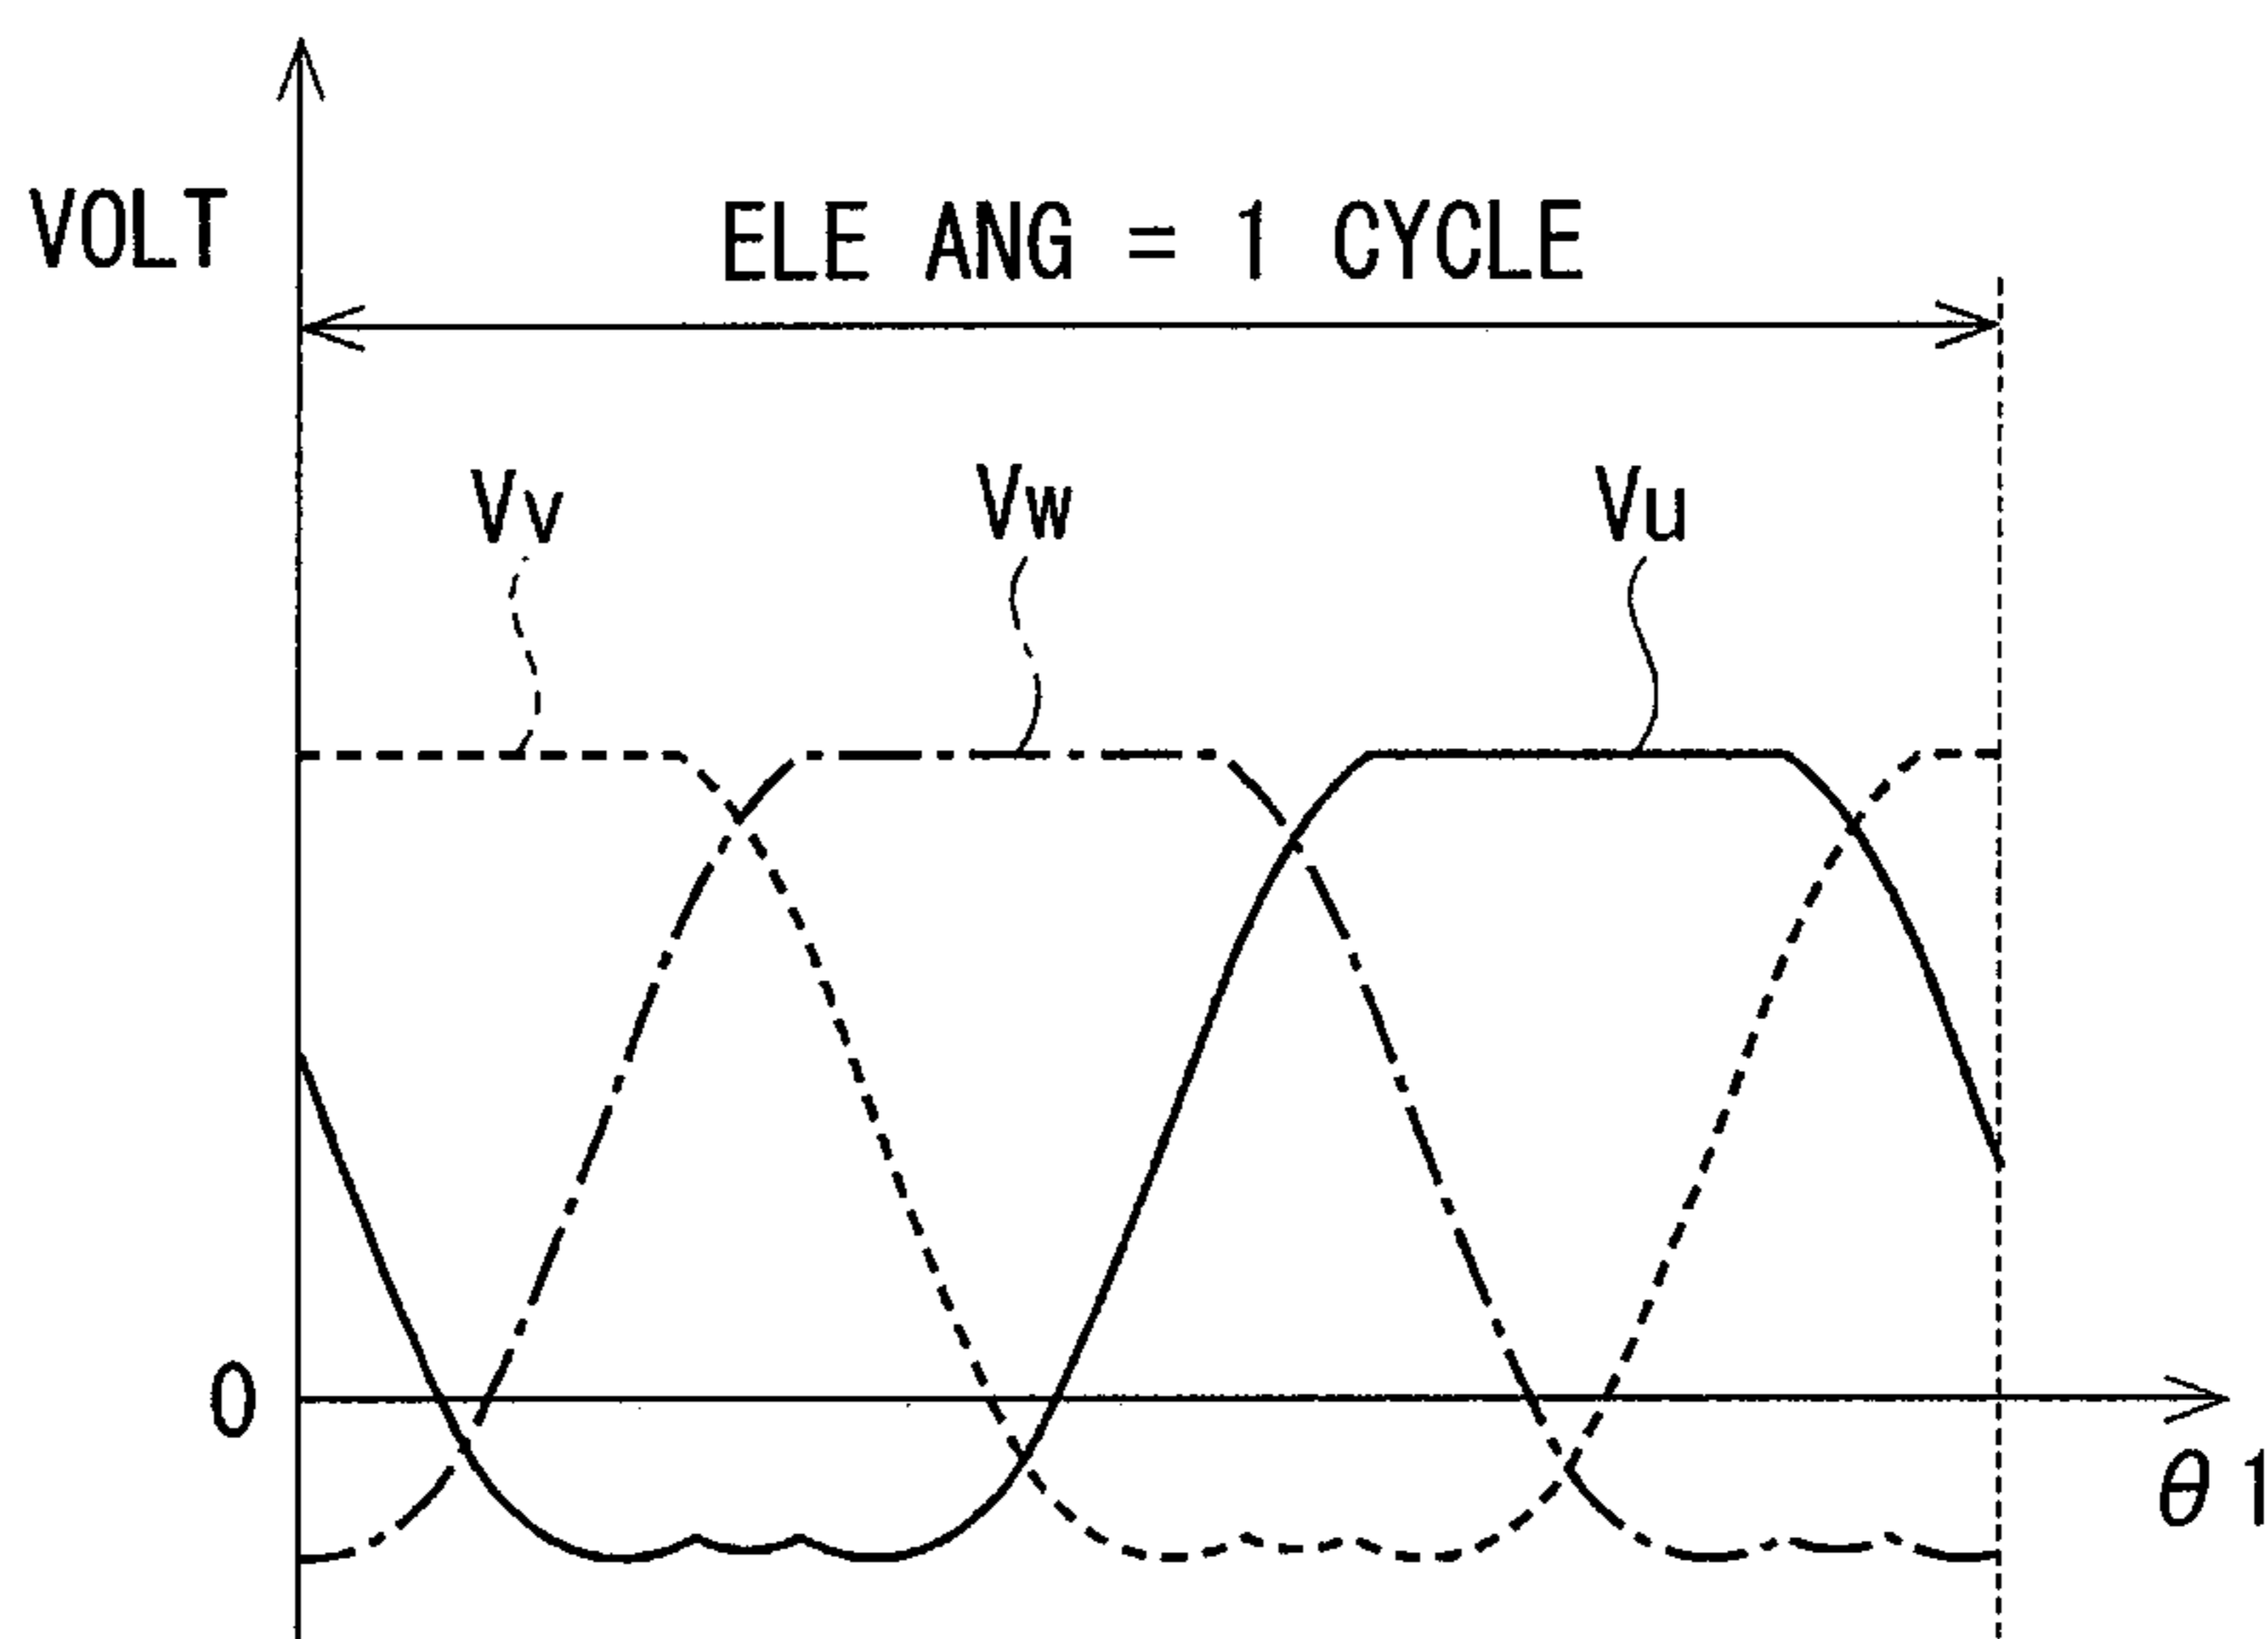 VOLT
ELE ANG = 1 CYCLE
Vv
Vw
Vu
0
θ1